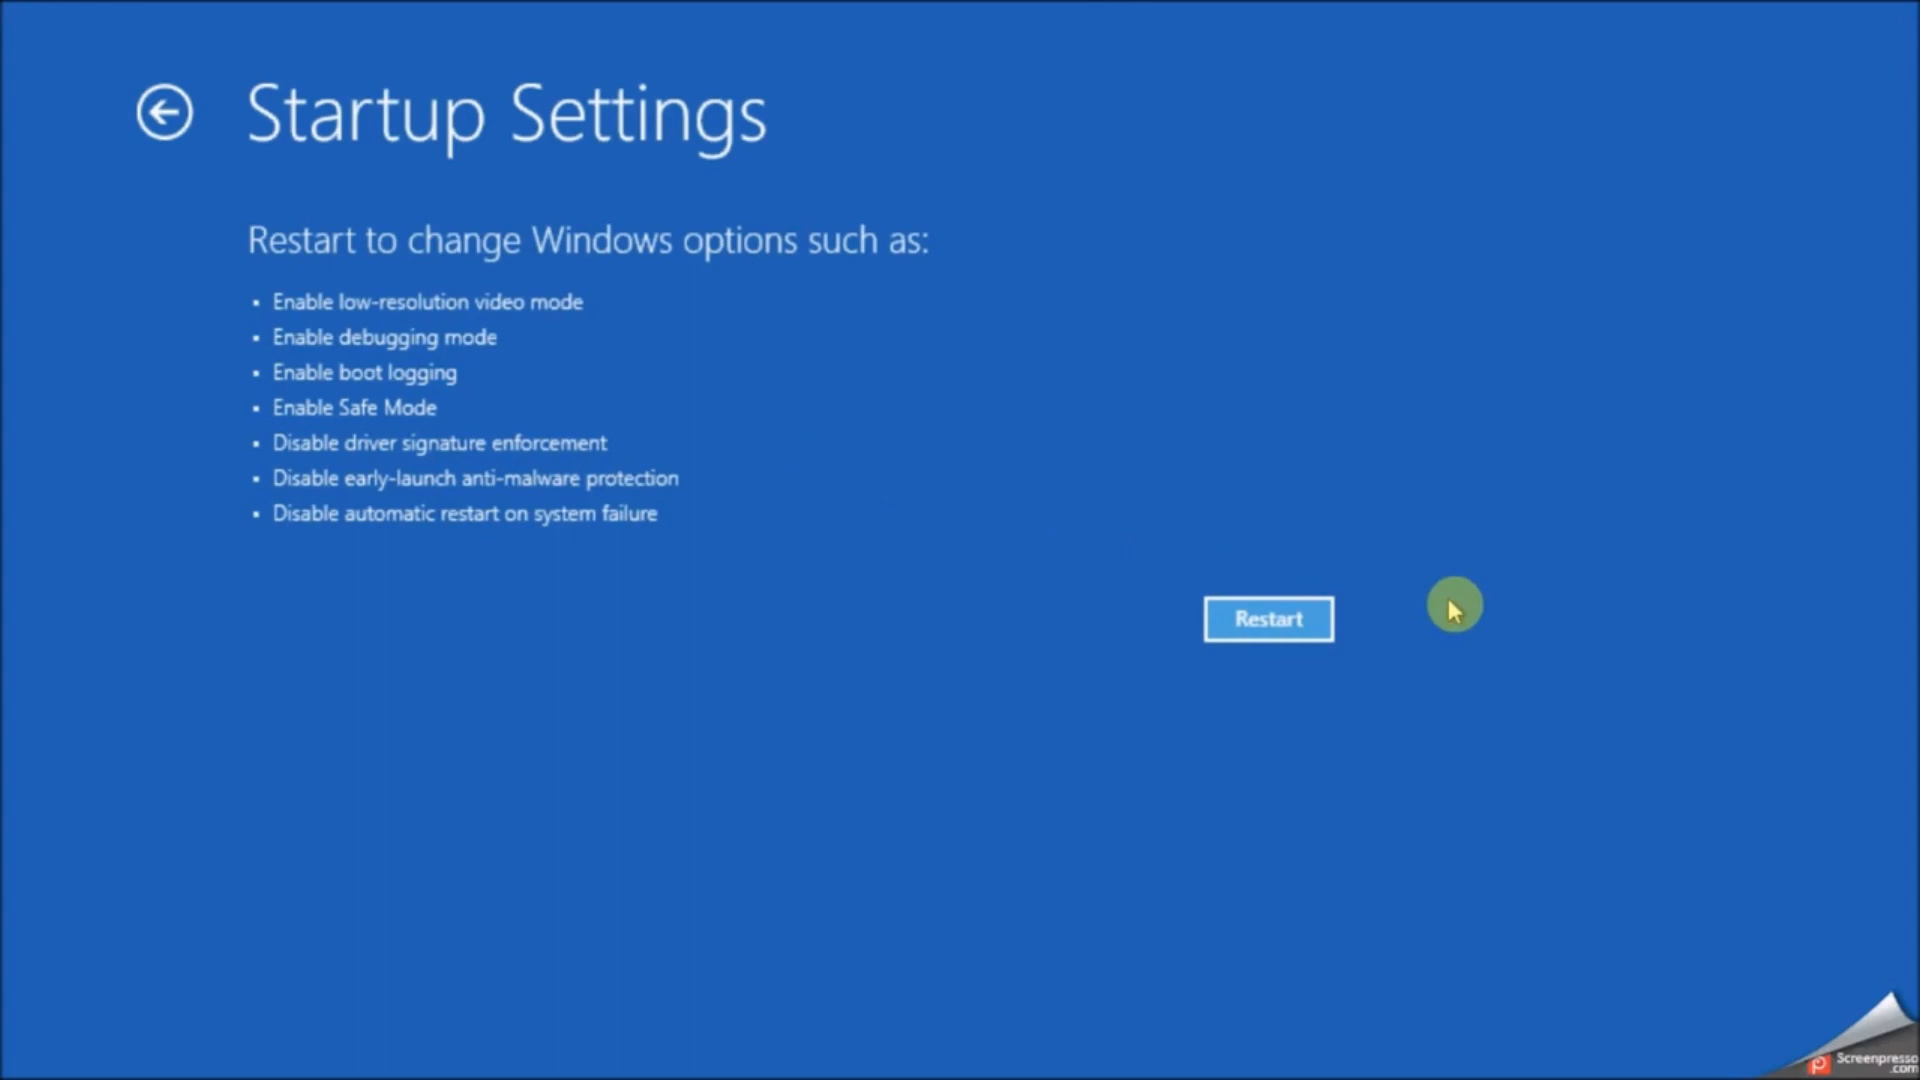 Startup Settings
Restart to change Windows options such as:
▪ Enable low-resolution video mode
▪ Enable debugging mode
▪ Enable boot logging
▪ Enable Safe Mode
▪ Disable driver signature enforcement
▪ Disable early-launch anti-malware protection
▪ Disable automatic restart on system failure
Restart
Screenpresso
.com